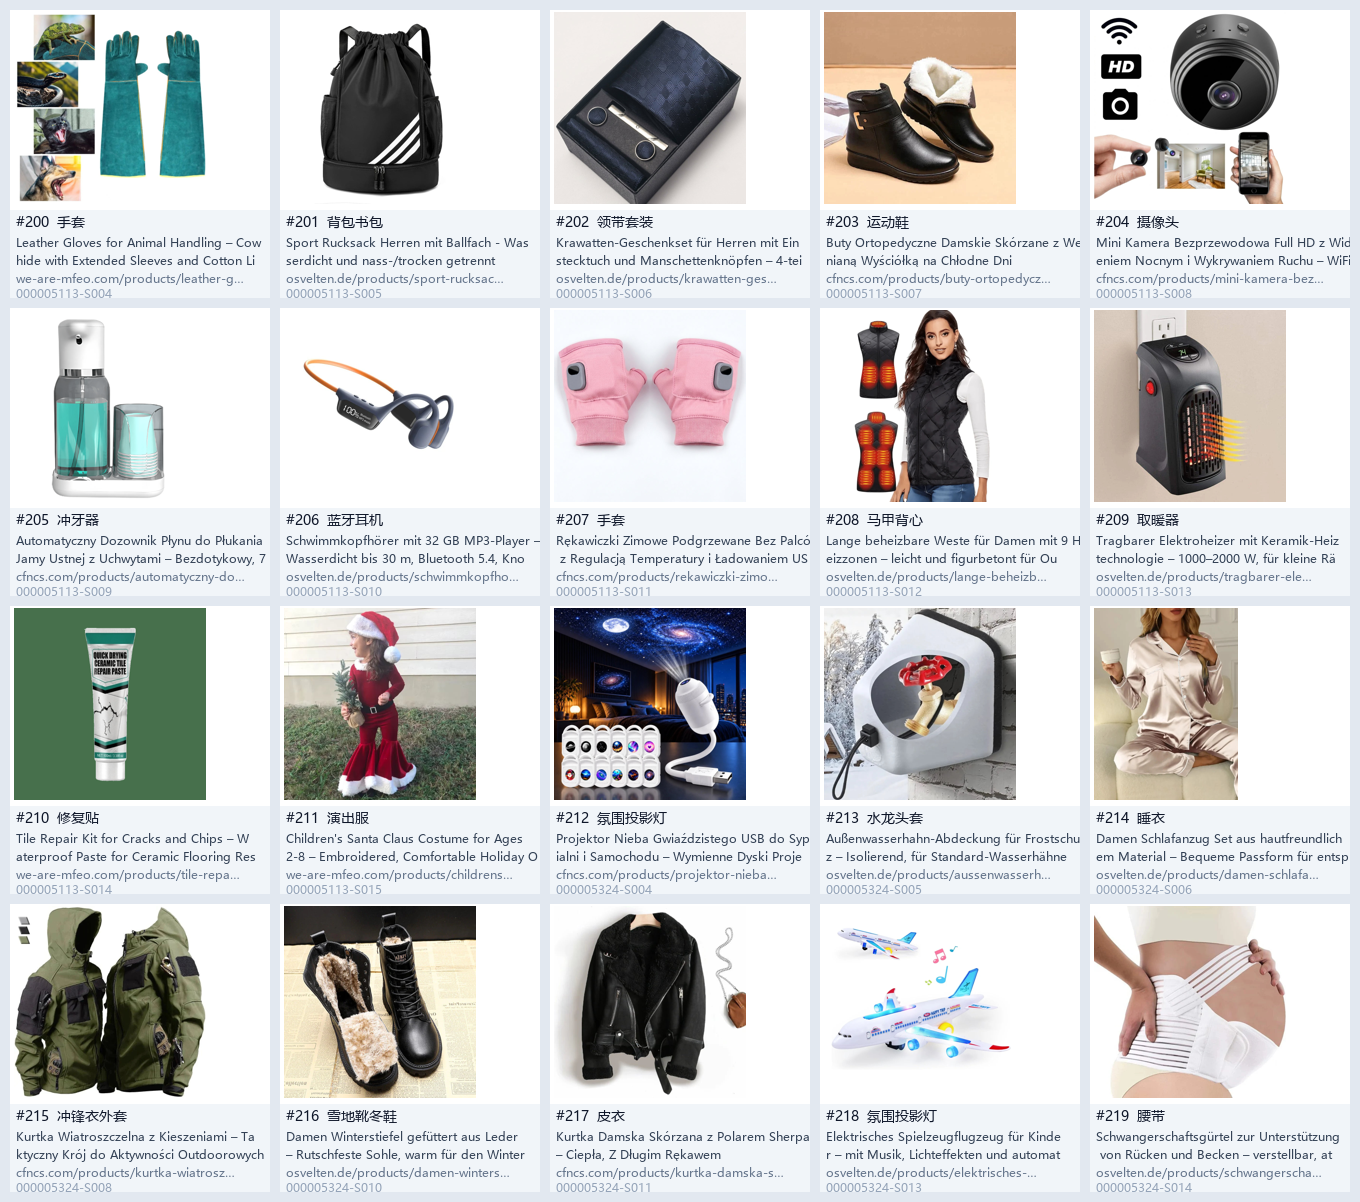 HD
#200 手套
Leather Gloves for Animal Handling – Cow
hide with Extended Sleeves and Cotton Li
we-are-mfeo.com/products/leather-g...
000005113-S004
#201 背包书包
Sport Rucksack Herren mit Ballfach - Was
serdicht und nass-/trocken getrennt
osvelten.de/products/sport-rucksac...
000005113-S005
#202 领带套装
Krawatten-Geschenkset für Herren mit Ein
stecktuch und Manschettenknöpfen – 4-tei
osvelten.de/products/krawatten-ges...
000005113-S006
#203 运动鞋
Buty Ortopedyczne Damskie Skórzane z We
nianą Wyściółką na Chłodne Dni
cfncs.com/products/buty-ortopedycz...
000005113-S007
#204 摄像头
Mini Kamera Bezprzewodowa Full HD z Wid
eniem Nocnym i Wykrywaniem Ruchu – WiFi
cfncs.com/products/mini-kamera-bez...
000005113-S008
100%
#205 冲牙器
Automatyczny Dozownik Płynu do Płukania
Jamy Ustnej z Uchwytami – Bezdotykowy, 7
cfncs.com/products/automatyczny-do...
000005113-S009
#206 蓝牙耳机
Schwimmkopfhörer mit 32 GB MP3-Player –
Wasserdicht bis 30 m, Bluetooth 5.4, Kno
osvelten.de/products/schwimmkopfho...
000005113-S010
#207 手套
Rękawiczki Zimowe Podgrzewane Bez Palcó
z Regulacją Temperatury i Ładowaniem US
cfncs.com/products/rekawiczki-zimo...
000005113-S011
#208 马甲背心
Lange beheizbare Weste für Damen mit 9 H
eizzonen – leicht und figurbetont für Ou
osvelten.de/products/lange-beheizb...
000005113-S012
#209 取暖器
Tragbarer Elektroheizer mit Keramik-Heiz
technologie – 1000–2000 W, für kleine Rä
osvelten.de/products/tragbarer-ele...
000005113-S013
QUICK DRYING
CERAMIC TILE
REPAIR PASTE
#210 修复贴
Tile Repair Kit for Cracks and Chips – W
aterproof Paste for Ceramic Flooring Res
we-are-mfeo.com/products/tile-repa...
000005113-S014
#211 演出服
Children's Santa Claus Costume for Ages
2-8 – Embroidered, Comfortable Holiday O
we-are-mfeo.com/products/childrens...
000005113-S015
#212 氛围投影灯
Projektor Nieba Gwiaździstego USB do Syp
ialni i Samochodu – Wymienne Dyski Proje
cfncs.com/products/projektor-nieba...
000005324-S004
#213 水龙头套
Außenwasserhahn-Abdeckung für Frostschu
z – Isolierend, für Standard-Wasserhähne
osvelten.de/products/aussenwasserh...
000005324-S005
#214 睡衣
Damen Schlafanzug Set aus hautfreundlich
em Material – Bequeme Passform für entsp
osvelten.de/products/damen-schlafa...
000005324-S006
#215 冲锋衣外套
Kurtka Wiatroszczelna z Kieszeniami – Ta
ktyczny Krój do Aktywności Outdoorowych
cfncs.com/products/kurtka-wiatrosz...
000005324-S008
#216 雪地靴冬鞋
Damen Winterstiefel gefüttert aus Leder
– Rutschfeste Sohle, warm für den Winter
osvelten.de/products/damen-winters...
000005324-S010
#217 皮衣
Kurtka Damska Skórzana z Polarem Sherpa
– Ciepła, Z Długim Rękawem
cfncs.com/products/kurtka-damska-s...
000005324-S011
#218 氛围投影灯
Elektrisches Spielzeugflugzeug für Kinde
r – mit Musik, Lichteffekten und automat
osvelten.de/products/elektrisches-...
000005324-S013
#219 腰带
Schwangerschaftsgürtel zur Unterstützung
von Rücken und Becken – verstellbar, at
osvelten.de/products/schwangerscha...
000005324-S014